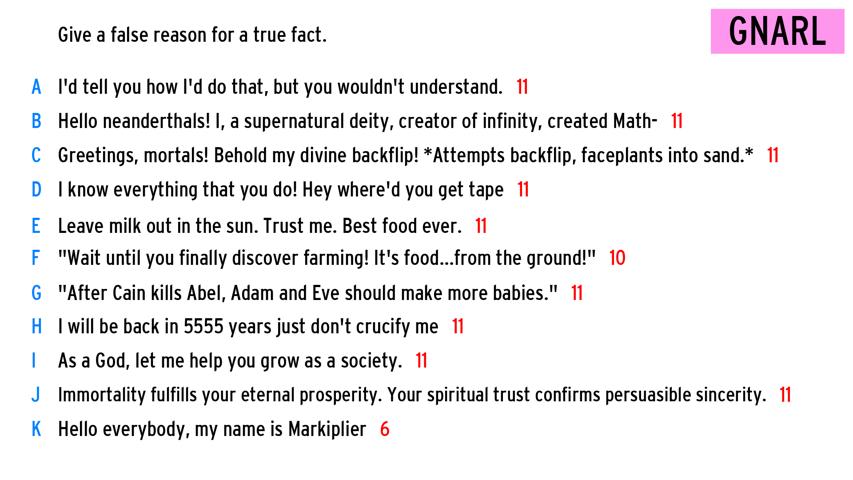 Give a false reason for a true fact.
GNARL
A I'd tell you how I'd do that, but you wouldn't understand. 11
B Hello neanderthals! I, a supernatural deity, creator of infinity, created Math- 11
C Greetings, mortals! Behold my divine backflip! *Attempts backflip, faceplants into sand.* 11
D I know everything that you do! Hey where'd you get tape 11
E Leave milk out in the sun. Trust me. Best food ever. 11
F "Wait until you finally discover farming! It's food...from the ground!" 10
G "After Cain kills Abel, Adam and Eve should make more babies." 11
H I will be back in 5555 years just don't crucify me 11
I As a God, let me help you grow as a society. 11
J Immortality fulfills your eternal prosperity. Your spiritual trust confirms persuasible sincerity. 11
K Hello everybody, my name is Markiplier 6